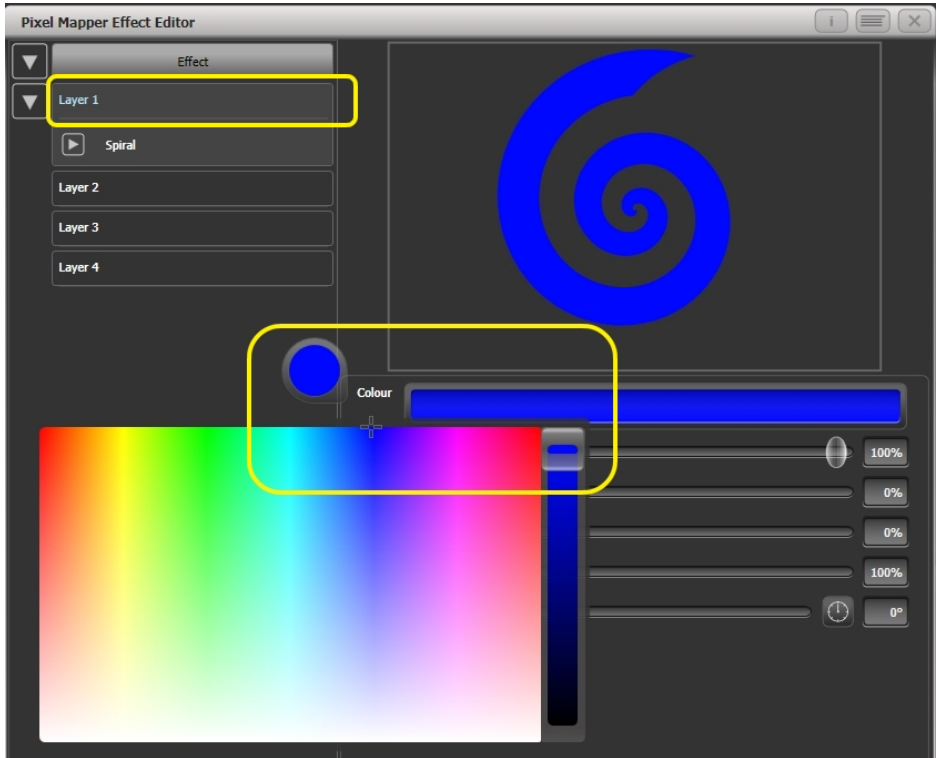 Pixel Mapper Effect Editor
i
Effect
Layer 1
Spiral
Layer 2
Layer 3
Layer 4
Colour
100%
0%
0%
100%
0°